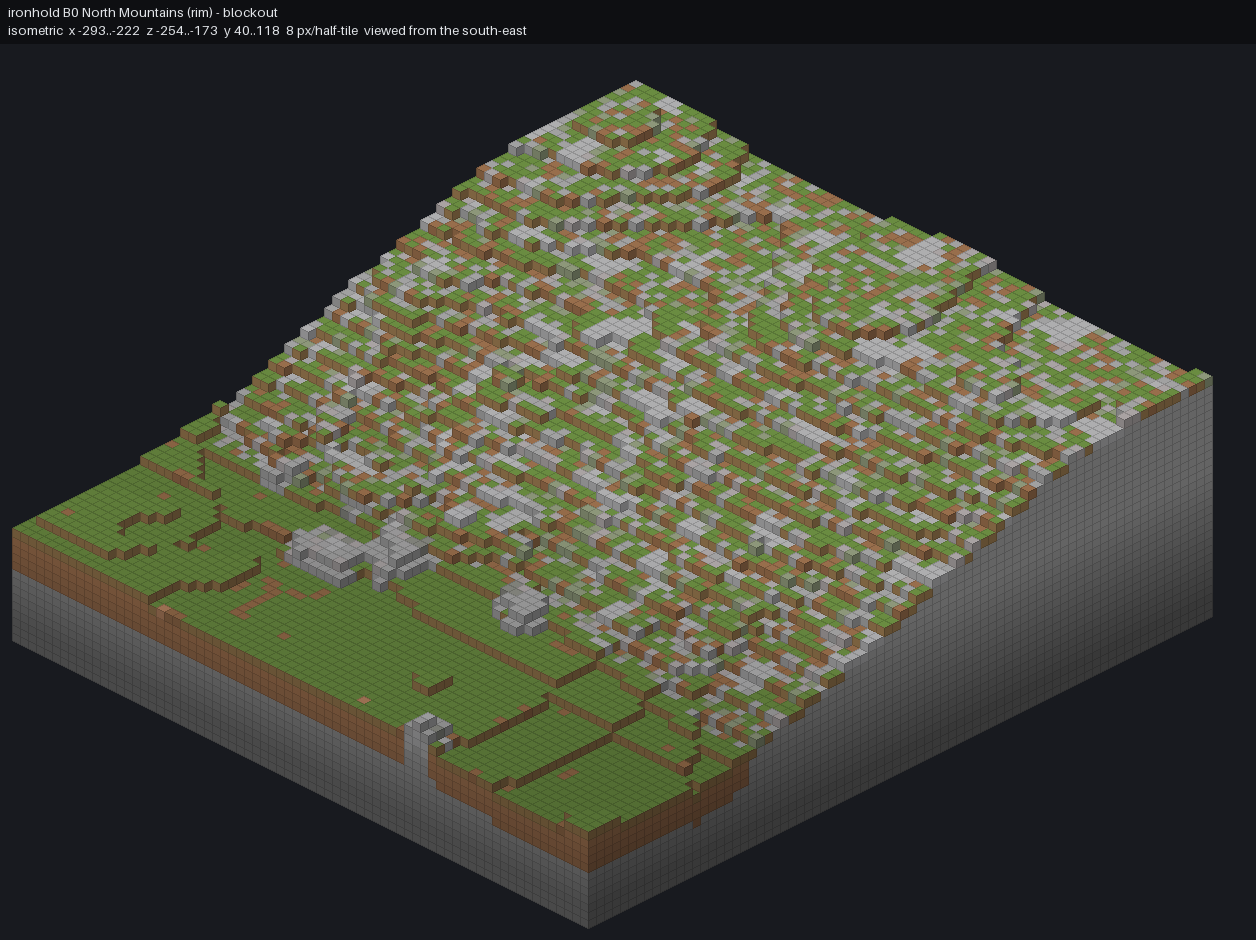 ironhold B0 North Mountains (rim) - blockout
isometric x -293..-222 z -254..-173 y 40..118 8 px/half-tile viewed from the south-east